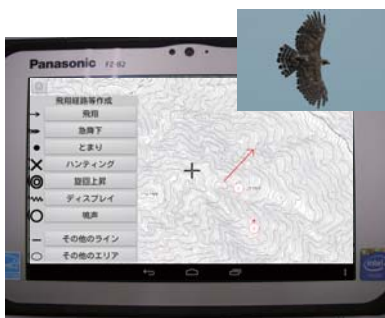 Panasonic FZ-B2
飛翔経路等作成
飛翔
急降下
とまり
ハンティング
旋回上昇
ディスプレイ
鳴声
その他のライン
その他のエリア
intel